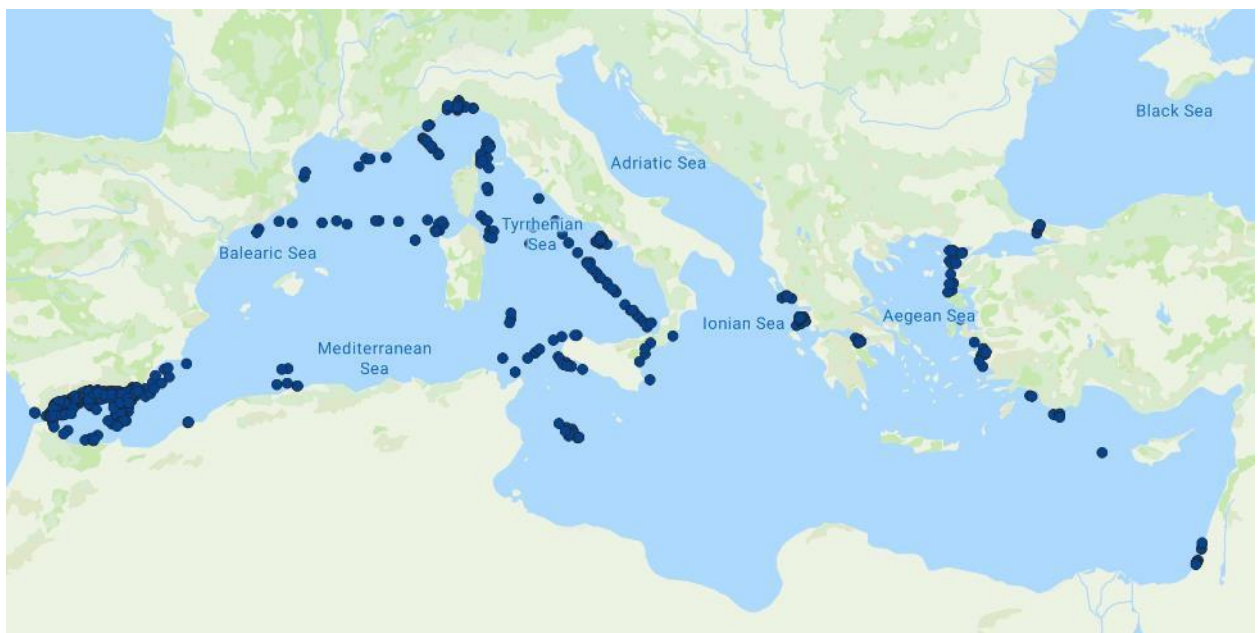 Black Sea
Adriatic Sea
Tyrrhenian
Sea
Balearic Sea
Ionian Sea
Aegean Sea
Mediterranean
Sea